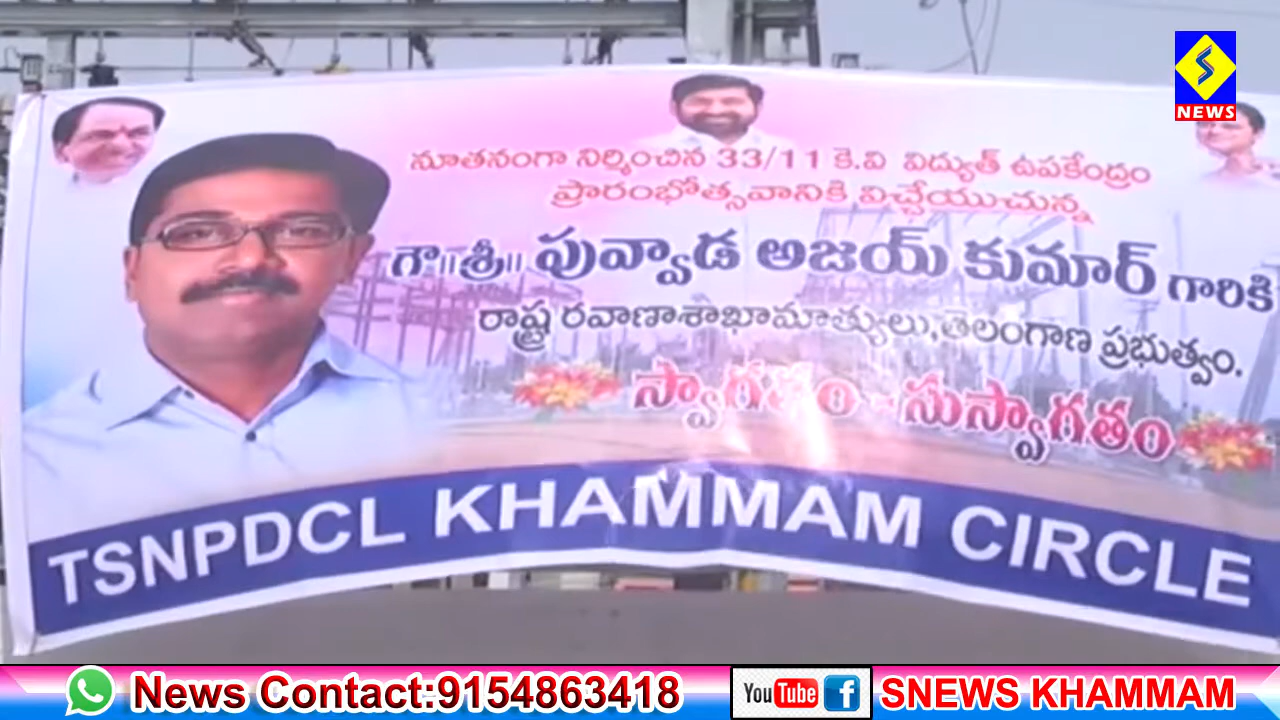 S
NEWS
నూతనంగా నిర్మించిన 33/11 కె.వి విద్యుత్ ఉపకేంద్రం
ప్రారంభోత్సవానికి విచ్చేయుచున్న
గౌ॥శ్రీ॥ పువ్వాడ అజయ్ కుమార్ గారికి
రాష్ట్ర రవాణాశాఖామాత్యులు,తెలంగాణ ప్రభుత్వం.
స్వాగతం - సుస్వాగతం
TSNPDCL KHAMMAM CIRCLE
News Contact:9154863418
YouTube f SNEWS KHAMMAM